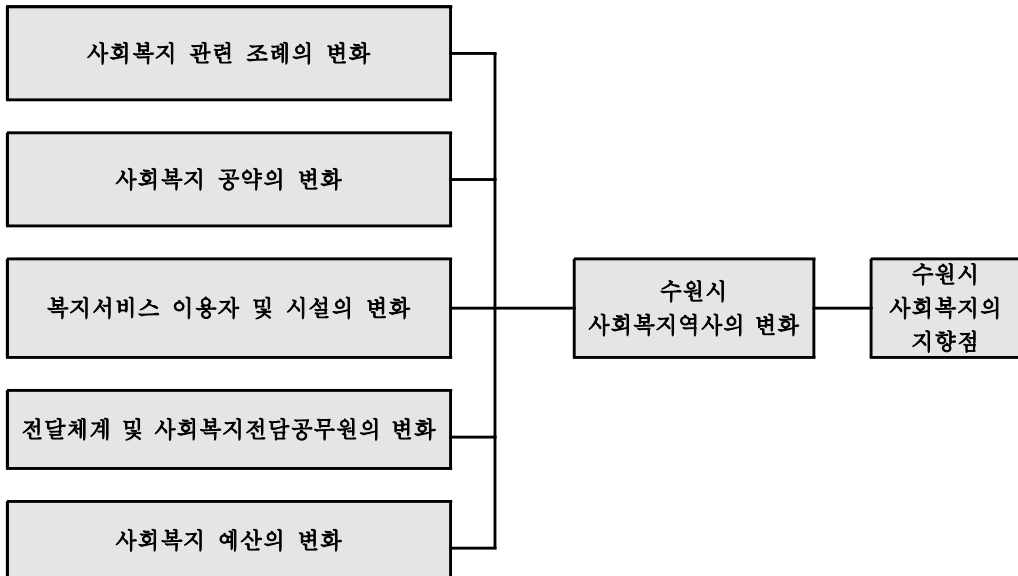 사회복지 관련 조례의 변화
사회복지 공약의 변화
복지서비스 이용자 및 시설의 변화
전달체계 및 사회복지전담공무원의 변화
사회복지 예산의 변화
수원시
사회복지역사의 변화
수원시
사회복지의
지향점